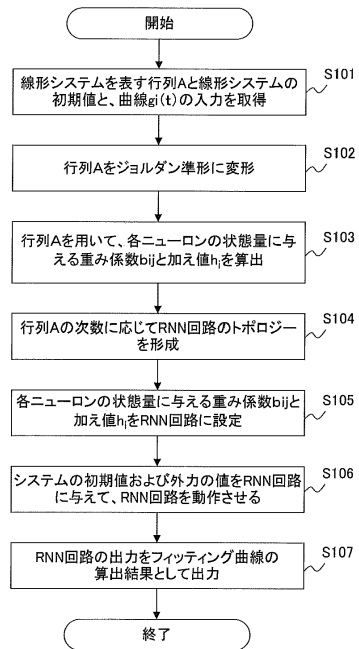 開始
S101
線形システムを表す行列Aと線形システムの
初期値と、曲線gi(t)の入力を取得
S102
行列Aをジョルダン準形に変形
S103
行列Aを用いて、各ニューロンの状態量に与
える重み係数bijと加え値hiを算出
S104
行列Aの次数に応じてRNN回路のトポロジー
を形成
S105
各ニューロンの状態量に与える重み係数bijと
加え値hiをRNN回路に設定
S106
システムの初期値および外力の値をRNN回路
に与えて、RNN回路を動作させる
S107
RNN回路の出力をフィッティング曲線の
算出結果として出力
終了